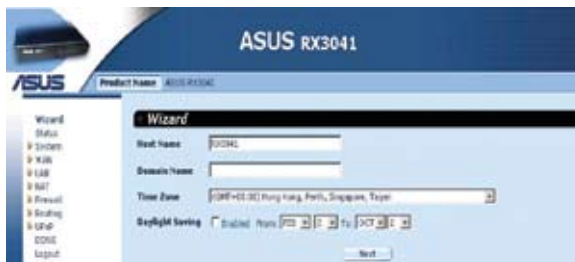 ASUS RX3041
ASUS
Product Name ASUS RX3041
Wizard
Status
System
WAN
LAN
NAT
Firewall
Routing
UPnP
DDNS
Logout
Wizard
Host Name RX3041
Domain Name
Time Zone (GMT+08:00) Hong Kong, Perth, Singapore, Taipei
Daylight Saving Enabled From To OCT
Next